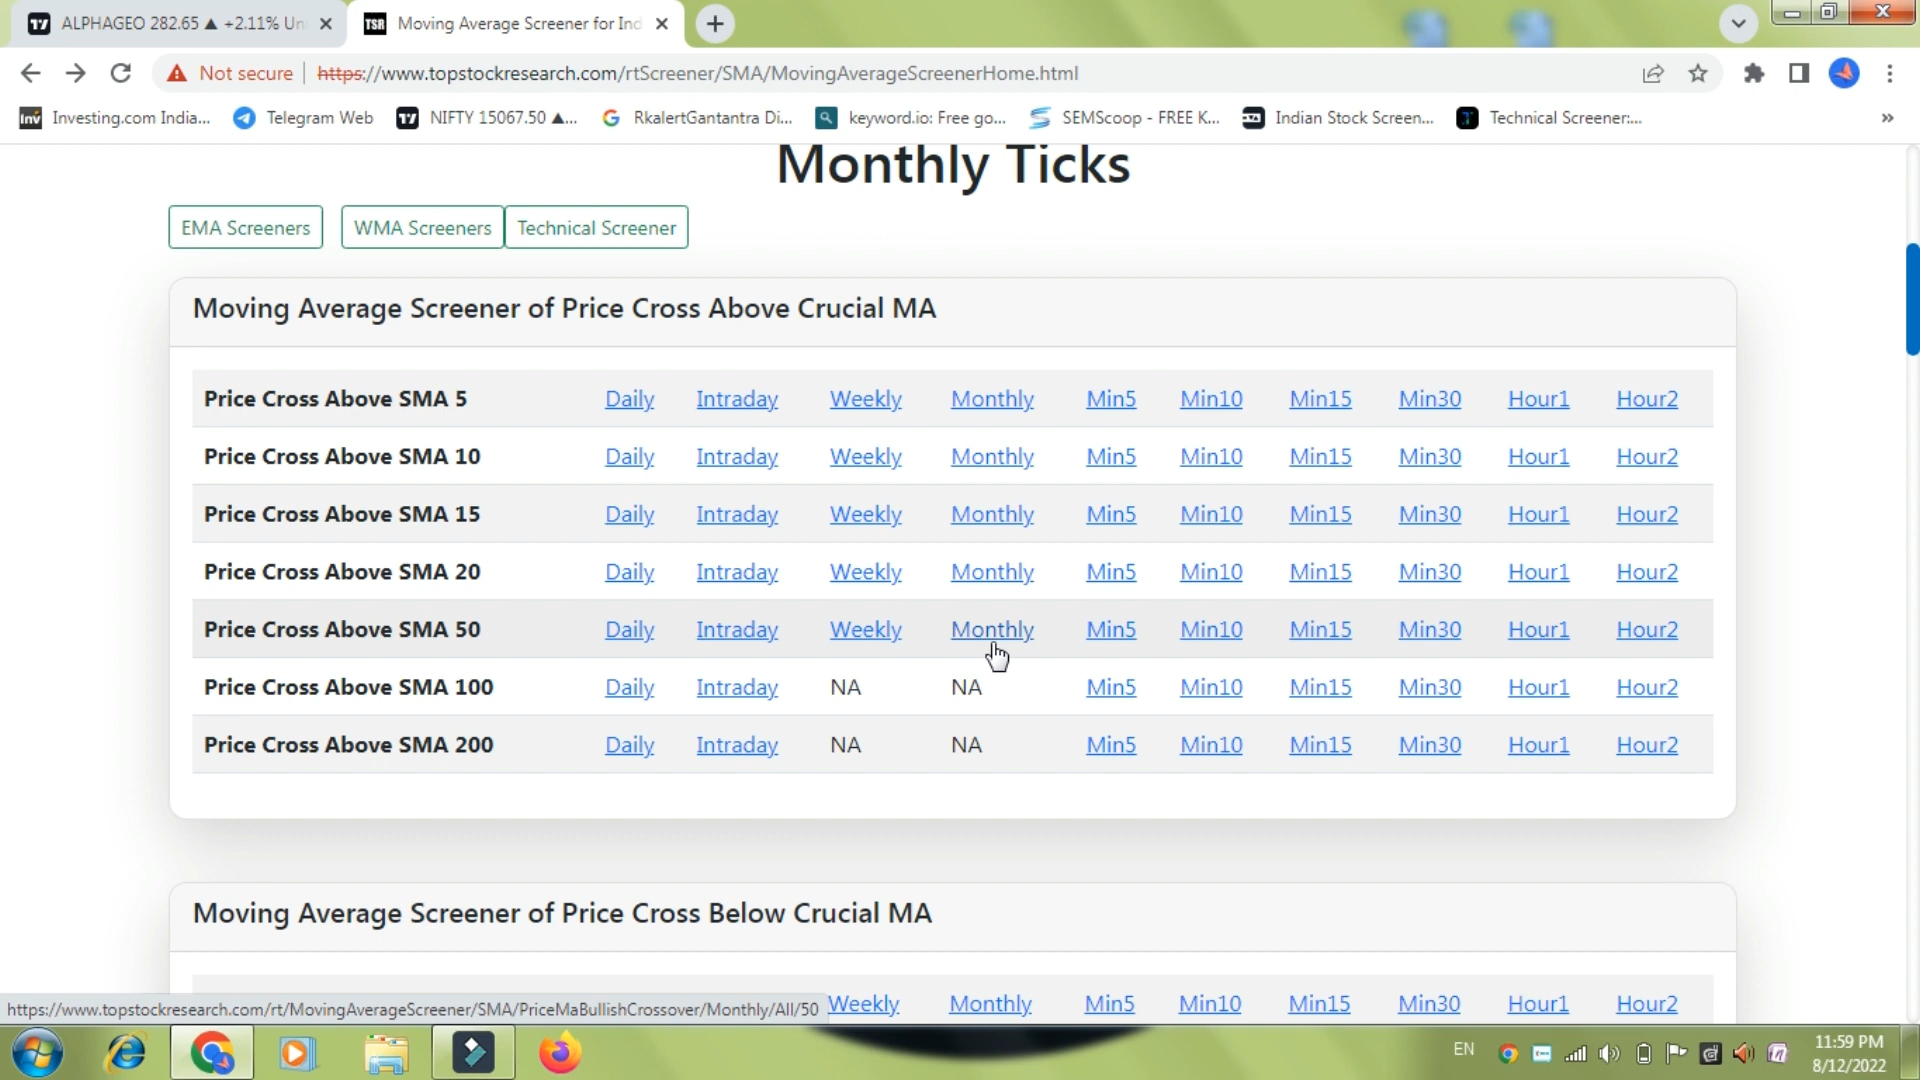 ALPHAGEO 282.65 ▲ +2.11% Un
TSR Moving Average Screener for Ind
Not secure https://www.topstockresearch.com/rtScreener/SMA/MovingAverageScreenerHome.html
Inv Investing.com India... Telegram Web NIFTY 15067.50 ▲... RkalertGantantra Di... keyword.io: Free go... SEMScoop - FREE K... Indian Stock Screen... Technical Screener:... »
Monthly Ticks
EMA Screeners WMA Screeners Technical Screener
Moving Average Screener of Price Cross Above Crucial MA
Price Cross Above SMA 5 Daily Intraday Weekly Monthly Min5 Min10 Min15 Min30 Hour1 Hour2
Price Cross Above SMA 10 Daily Intraday Weekly Monthly Min5 Min10 Min15 Min30 Hour1 Hour2
Price Cross Above SMA 15 Daily Intraday Weekly Monthly Min5 Min10 Min15 Min30 Hour1 Hour2
Price Cross Above SMA 20 Daily Intraday Weekly Monthly Min5 Min10 Min15 Min30 Hour1 Hour2
Price Cross Above SMA 50 Daily Intraday Weekly Monthly Min5 Min10 Min15 Min30 Hour1 Hour2
Price Cross Above SMA 100 Daily Intraday NA NA Min5 Min10 Min15 Min30 Hour1 Hour2
Price Cross Above SMA 200 Daily Intraday NA NA Min5 Min10 Min15 Min30 Hour1 Hour2
Moving Average Screener of Price Cross Below Crucial MA
Weekly Monthly Min5 Min10 Min15 Min30 Hour1 Hour2
https://www.topstockresearch.com/rt/MovingAverageScreener/SMA/PriceMaBullishCrossover/Monthly/All/50
EN
11:59 PM
8/12/2022